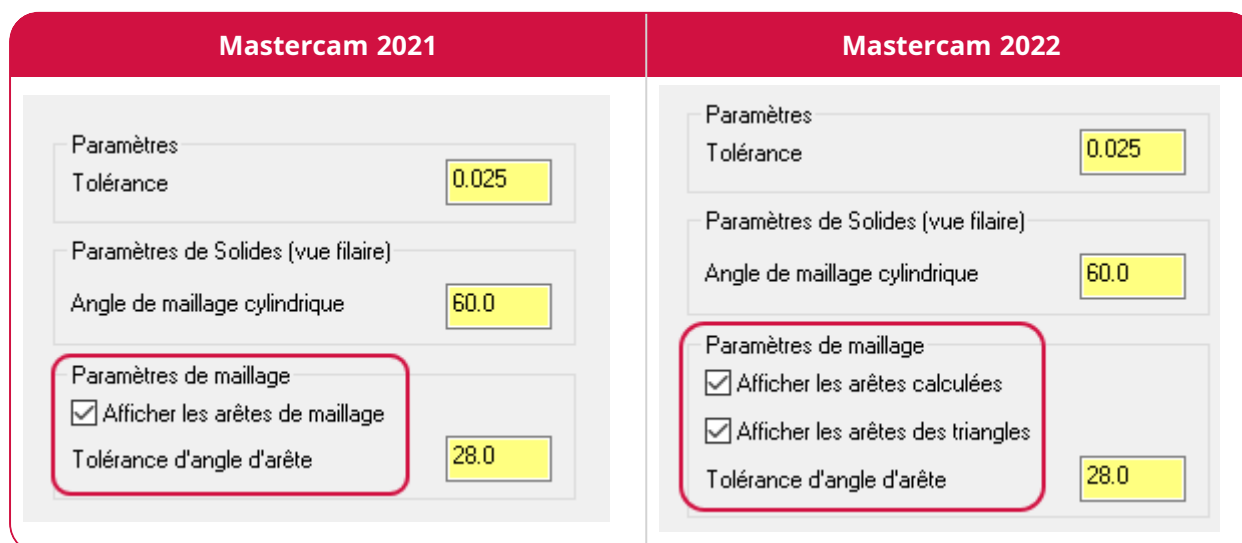 Mastercam 2021
Paramètres
Tolérance 0.025
Paramètres de Solides (vue filaire)
Angle de maillage cylindrique 60.0
Paramètres de maillage
Afficher les arêtes de maillage
Tolérance d'angle d'arête 28.0
Mastercam 2022
Paramètres
Tolérance 0.025
Paramètres de Solides (vue filaire)
Angle de maillage cylindrique 60.0
Paramètres de maillage
Afficher les arêtes calculées
Afficher les arêtes des triangles
Tolérance d'angle d'arête 28.0